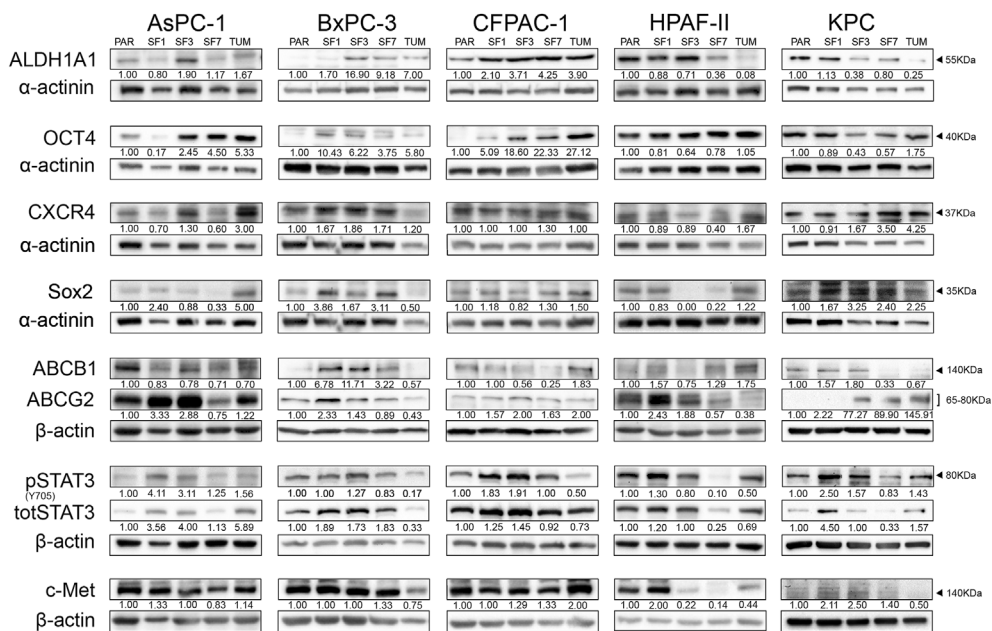 AsPC-1 BxPC-3 CFPAC-1 HPAF-II KPC
PAR SF1 SF3 SF7 TUM PAR SF1 SF3 SF7 TUM PAR SF1 SF3 SF7 TUM PAR SF1 SF3 SF7 TUM PAR SF1 SF3 SF7 TUM
ALDH1A1 ◄55KDa
1.00 0.80 1.90 1.17 1.67 1.00 1.70 16.90 9.18 7.00 1.00 2.10 3.71 4.25 3.90 1.00 0.88 0.71 0.36 0.08 1.00 1.13 0.38 0.80 0.25
α-actinin
OCT4 ◄40KDa
1.00 0.17 2.45 4.50 5.33 1.00 10.43 6.22 3.75 5.80 1.00 5.09 18.60 22.33 27.12 1.00 0.81 0.64 0.78 1.05 1.00 0.89 0.43 0.57 1.75
α-actinin
CXCR4 ◄37KDa
1.00 0.70 1.30 0.60 3.00 1.00 1.67 1.86 1.71 1.20 1.00 1.00 1.00 1.30 1.00 1.00 0.89 0.89 0.40 1.67 1.00 0.91 1.67 3.50 4.25
α-actinin
Sox2 ◄35KDa
1.00 2.40 0.88 0.33 5.00 1.00 3.86 1.67 3.11 0.50 1.00 1.18 0.82 1.30 1.50 1.00 0.83 0.00 0.22 1.22 1.00 1.67 3.25 2.40 2.25
α-actinin
ABCB1 ◄140KDa
1.00 0.83 0.78 0.71 0.70 1.00 6.78 11.71 3.22 0.57 1.00 1.00 0.56 0.25 1.83 1.00 1.57 0.75 1.29 1.75 1.00 1.57 1.80 0.33 0.67
ABCG2 ] 65-80KDa
1.00 3.33 2.88 0.75 1.22 1.00 2.33 1.43 0.89 0.43 1.00 1.57 2.00 1.63 2.00 1.00 2.43 1.88 0.57 0.38 1.00 2.22 77.27 89.90 145.91
β-actin
pSTAT3 ◄80KDa
(Y705) 1.00 4.11 3.11 1.25 1.56 1.00 1.00 1.27 0.83 0.17 1.00 1.83 1.91 1.00 0.50 1.00 1.30 0.80 0.10 0.50 1.00 2.50 1.57 0.83 1.43
totSTAT3
1.00 3.56 4.00 1.13 5.89 1.00 1.89 1.73 1.83 0.33 1.00 1.25 1.45 0.92 0.73 1.00 1.20 1.00 0.25 0.69 1.00 4.50 1.00 0.33 1.57
β-actin
c-Met ◄140KDa
1.00 1.33 1.00 0.83 1.14 1.00 1.00 1.00 1.33 0.75 1.00 1.00 1.29 1.33 2.00 1.00 2.00 0.22 0.14 0.44 1.00 2.11 2.50 1.40 0.50
β-actin